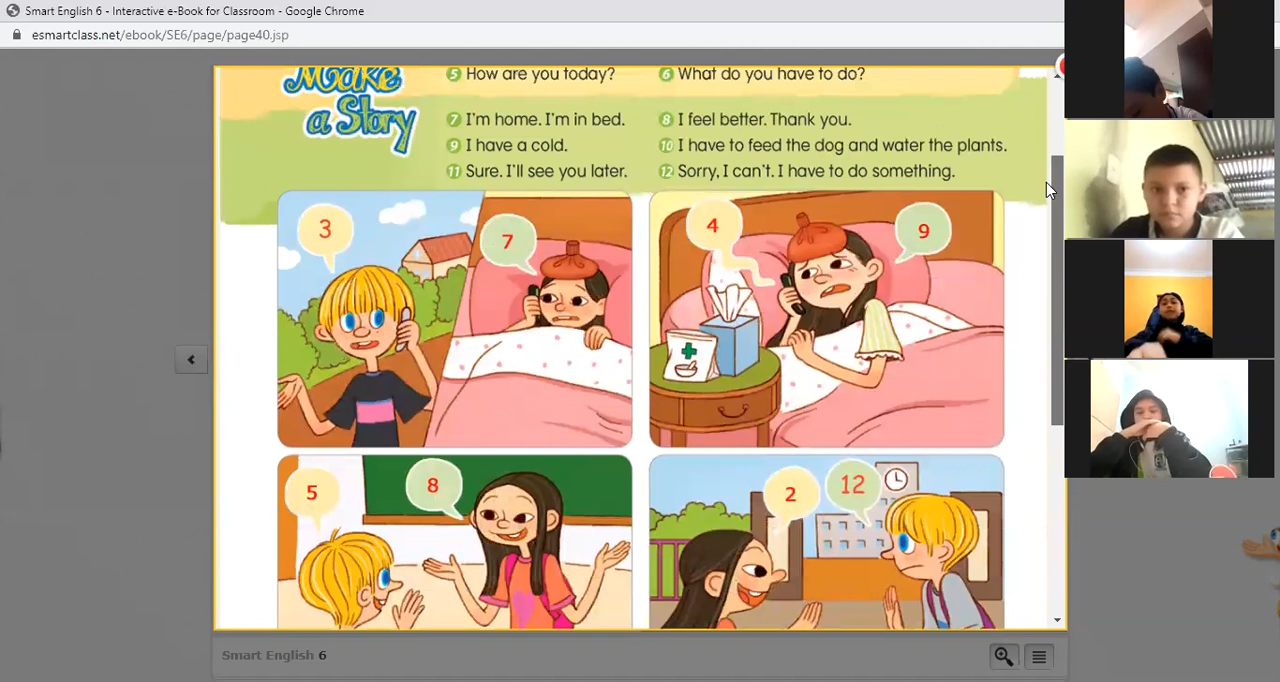 Smart English 6 - Interactive e-Book for Classroom - Google Chrome
esmartclass.net/ebook/SE6/page/page40.jsp
Make a Story
5 How are you today? 6 What do you have to do?
7 I'm home. I'm in bed. 8 I feel better. Thank you.
9 I have a cold. 10 I have to feed the dog and water the plants.
11 Sure. I'll see you later. 12 Sorry, I can't. I have to do something.
3 7 4 9
5 8 2 12
Smart English 6